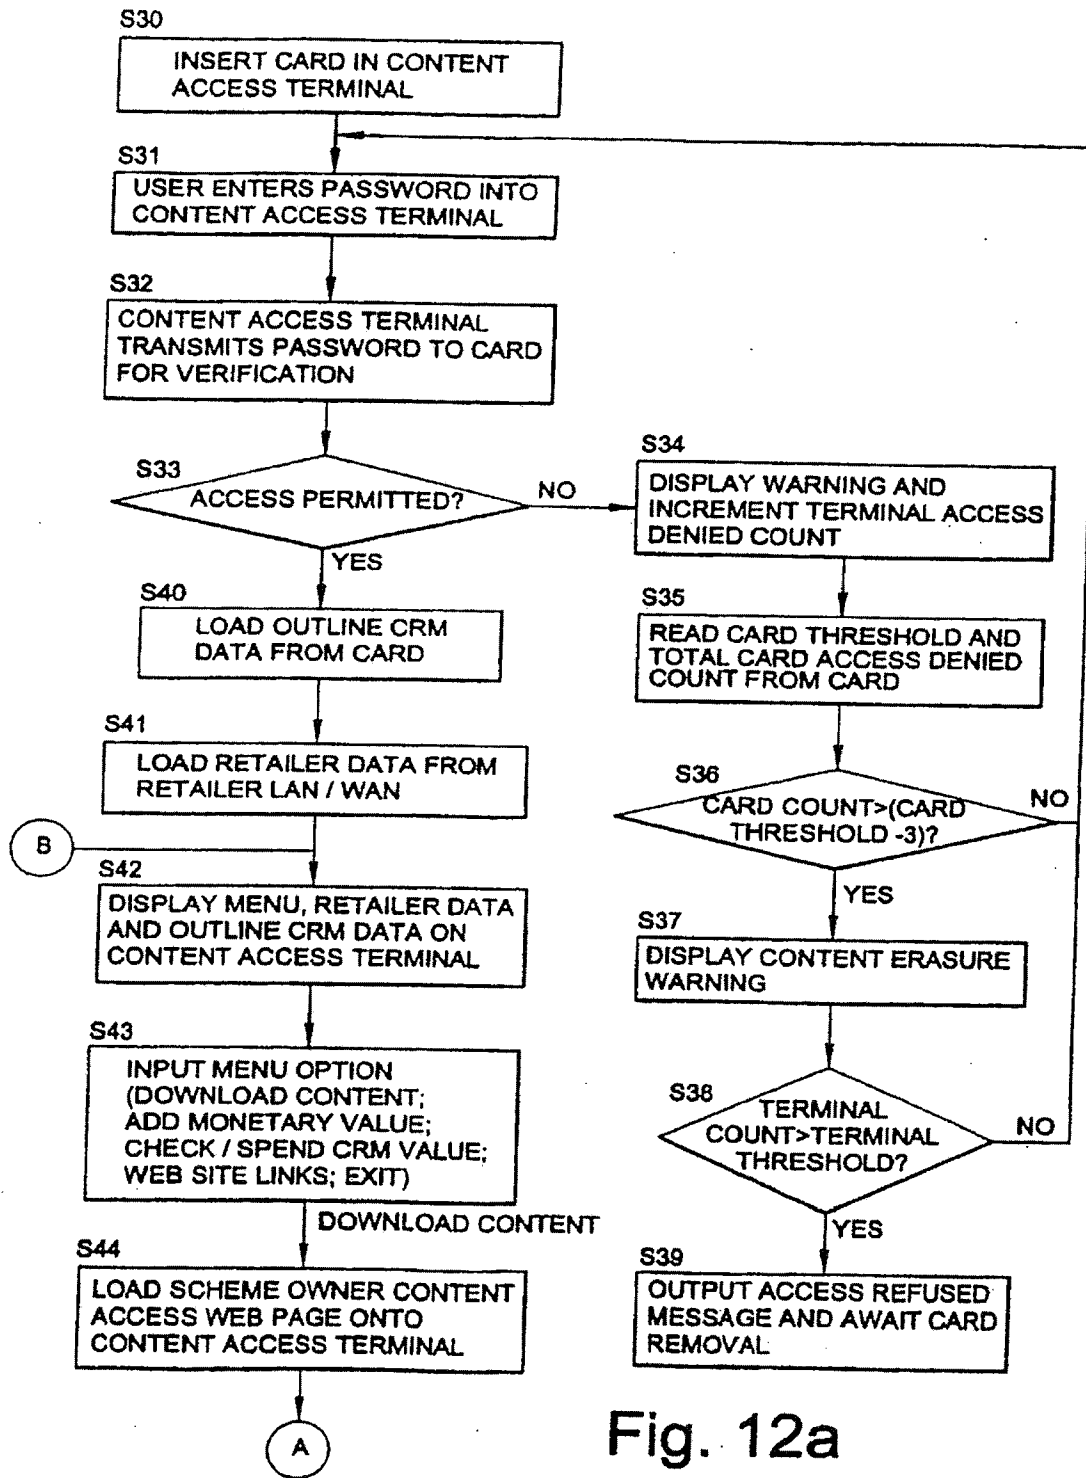 S30
INSERT CARD IN CONTENT
ACCESS TERMINAL
S31
USER ENTERS PASSWORD INTO
CONTENT ACCESS TERMINAL
S32
CONTENT ACCESS TERMINAL
TRANSMITS PASSWORD TO CARD
FOR VERIFICATION
S33
ACCESS PERMITTED?
NO
YES
S34
DISPLAY WARNING AND
INCREMENT TERMINAL ACCESS
DENIED COUNT
S35
READ CARD THRESHOLD AND
TOTAL CARD ACCESS DENIED
COUNT FROM CARD
S36
CARD COUNT>(CARD
THRESHOLD -3)?
NO
YES
S37
DISPLAY CONTENT ERASURE
WARNING
S38
TERMINAL
COUNT>TERMINAL
THRESHOLD?
NO
YES
S39
OUTPUT ACCESS REFUSED
MESSAGE AND AWAIT CARD
REMOVAL
S40
LOAD OUTLINE CRM
DATA FROM CARD
S41
LOAD RETAILER DATA FROM
RETAILER LAN / WAN
B
S42
DISPLAY MENU, RETAILER DATA
AND OUTLINE CRM DATA ON
CONTENT ACCESS TERMINAL
S43
INPUT MENU OPTION
(DOWNLOAD CONTENT;
ADD MONETARY VALUE;
CHECK / SPEND CRM VALUE;
WEB SITE LINKS; EXIT)
DOWNLOAD CONTENT
S44
LOAD SCHEME OWNER CONTENT
ACCESS WEB PAGE ONTO
CONTENT ACCESS TERMINAL
A
Fig. 12a